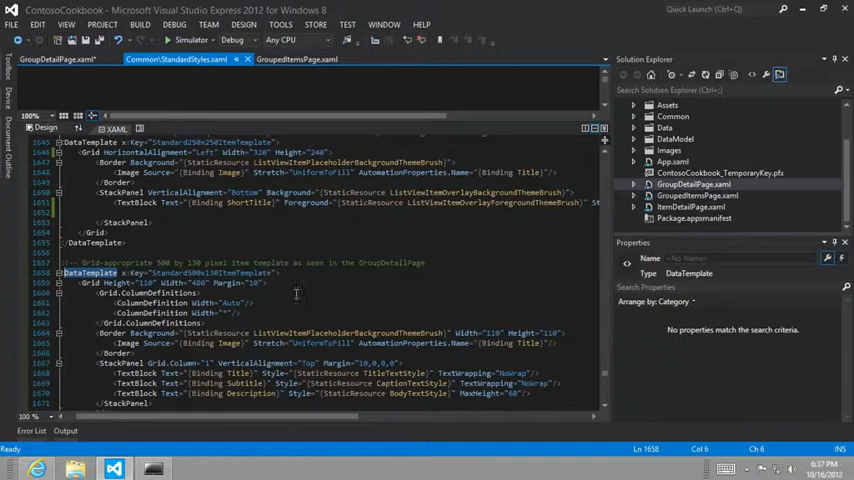 ContosoCookbook - Microsoft Visual Studio 2012 for Windows 8
Quick Launch (Ctrl+Q)
FILE EDIT VIEW PROJECT BUILD DEBUG TEAM DESIGN TOOLS STORE TEST WINDOW HELP
Simulator Debug Any CPU
GroupDetailPage.xaml* Common\StandardStyles.xaml GroupedItemsPage.xaml
Toolbox
Device
Document Outline
100%
Design XAML
1645 DataTemplate x:Key="Standard250x250ItemTemplate">
1646 <Grid HorizontalAlignment="Left" Width="320" Height="240">
1647 <Border Background="{StaticResource ListViewItemPlaceholderBackgroundThemeBrush}">
1648 <Image Source="{Binding Image}" Stretch="UniformToFill" AutomationProperties.Name="{Binding Title}"/>
1649 </Border>
1650 <StackPanel VerticalAlignment="Bottom" Background="{StaticResource ListViewItemOverlayBackgroundThemeBrush}">
1651 <TextBlock Text="{Binding ShortTitle}" Foreground="{StaticResource ListViewItemOverlayForegroundThemeBrush}" St
1652
1653 </StackPanel>
1654 </Grid>
1655 </DataTemplate>
1656
1657 !-- Grid-appropriate 500 by 130 pixel item template as seen in the GroupDetailPage
1658 DataTemplate x:Key="Standard500x130ItemTemplate">
1659 <Grid Height="110" Width="480" Margin="10">
1660 <Grid.ColumnDefinitions>
1661 <ColumnDefinition Width="Auto"/>
1662 <ColumnDefinition Width="*"/>
1663 </Grid.ColumnDefinitions>
1664 <Border Background="{StaticResource ListViewItemPlaceholderBackgroundThemeBrush}" Width="110" Height="110">
1665 <Image Source="{Binding Image}" Stretch="UniformToFill" AutomationProperties.Name="{Binding Title}"/>
1666 </Border>
1667 <StackPanel Grid.Column="1" VerticalAlignment="Top" Margin="10,0,0,0">
1668 <TextBlock Text="{Binding Title}" Style="{StaticResource TitleTextStyle}" TextWrapping="NoWrap"/>
1669 <TextBlock Text="{Binding Subtitle}" Style="{StaticResource CaptionTextStyle}" TextWrapping="NoWrap"/>
1670 <TextBlock Text="{Binding Description}" Style="{StaticResource BodyTextStyle}" MaxHeight="60"/>
1671 </StackPanel>
100 %
Error List Output
Solution Explorer
Search Solution Explorer (Ctrl+;)
Assets
Common
Data
DataModel
Images
App.xaml
ContosoCookbook_TemporaryKey.pfx
GroupDetailPage.xaml
GroupedItemsPage.xaml
ItemDetailPage.xaml
Package.appxmanifest
Properties
Name <No Name>
Type DataTemplate
Search Properties
Arrange by: Category
No properties match the search.
Ready Ln 1658 Col 6 Ch 6 INS
6:37 PM
10/16/2012